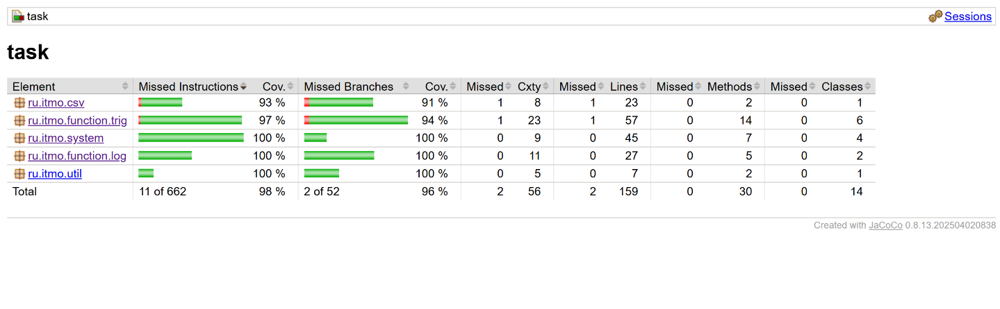 task Sessions
task
Element Missed Instructions Cov. Missed Branches Cov. Missed Cxty Missed Lines Missed Methods Missed Classes
ru.itmo.csv 93 % 91 % 1 8 1 23 0 2 0 1
ru.itmo.function.trig 97 % 94 % 1 23 1 57 0 14 0 6
ru.itmo.system 100 % 100 % 0 9 0 45 0 7 0 4
ru.itmo.function.log 100 % 100 % 0 11 0 27 0 5 0 2
ru.itmo.util 100 % 100 % 0 5 0 7 0 2 0 1
Total 11 of 662 98 % 2 of 52 96 % 2 56 2 159 0 30 0 14
Created with JaCoCo 0.8.13.202504020838